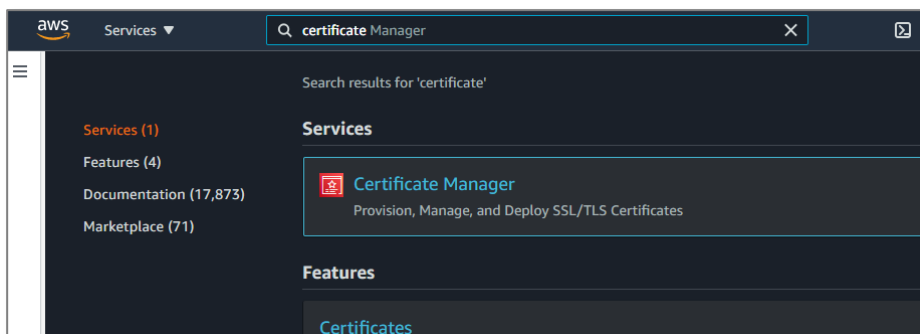 aws Services ▼ certificate Manager
Search results for 'certificate'
Services (1)
Features (4)
Documentation (17,873)
Marketplace (71)
Services
Certificate Manager
Provision, Manage, and Deploy SSL/TLS Certificates
Features
Certificates